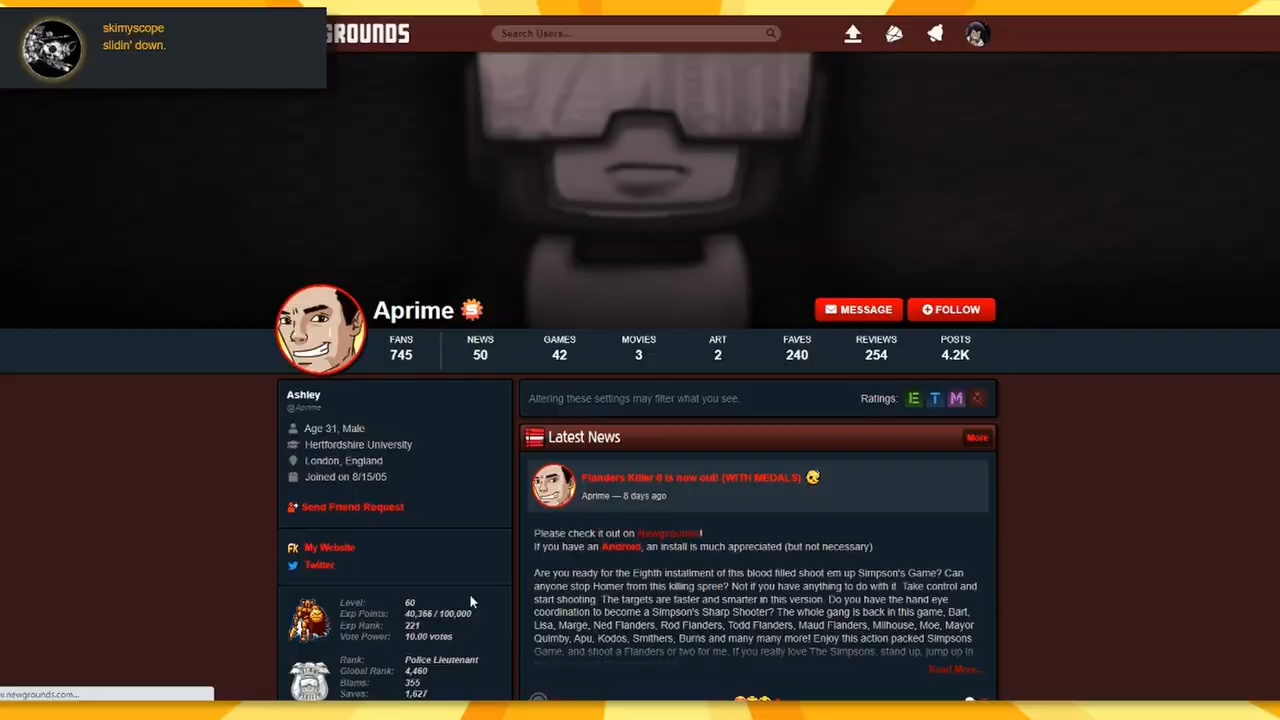 skimyscope
slidin' down.
GROUNDS
Search Users...
Aprime
MESSAGE
FOLLOW
FANS
745
NEWS
50
GAMES
42
MOVIES
3
ART
2
FAVES
240
REVIEWS
254
POSTS
4.2K
Ashley
@Aprime
Age 31, Male
Hertfordshire University
London, England
Joined on 8/15/05
Send Friend Request
FK My Website
Twitter
Level: 60
Exp Points: 40,366 / 100,000
Exp Rank: 221
Vote Power: 10.00 votes
Rank: Police Lieutenant
Global Rank: 4,460
Blams: 355
Saves: 1,627
Altering these settings may filter what you see.
Ratings: E T M
Latest News
More
Flanders Killer 8 is now out! (WITH MEDALS)
Aprime — 8 days ago
Please check it out on Newgrounds!
If you have an Android, an install is much appreciated (but not necessary)
Are you ready for the Eighth installment of this blood filled shoot em up Simpson's Game? Can
anyone stop Homer from this killing spree? Not if you have anything to do with it. Take control and
start shooting. The targets are faster and smarter in this version. Do you have the hand eye
coordination to become a Simpson's Sharp Shooter? The whole gang is back in this game, Bart,
Lisa, Marge, Ned Flanders, Rod Flanders, Todd Flanders, Maud Flanders, Milhouse, Moe, Mayor
Quimby, Apu, Kodos, Smithers, Burns and many many more! Enjoy this action packed Simpsons
Game, and shoot a Flanders or two for me. If you really love The Simpsons, stand up, jump up in
Read More...
w.newgrounds.com...